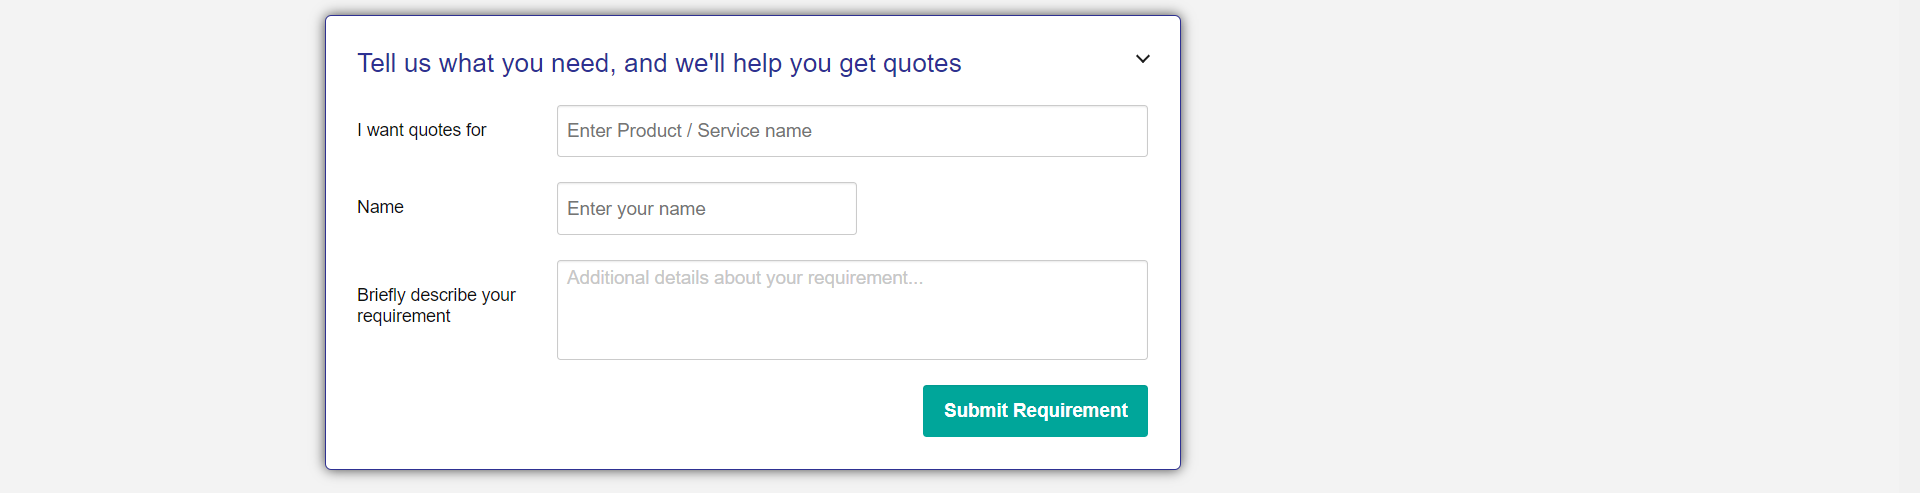 Tell us what you need, and we'll help you get quotes
I want quotes for
Enter Product / Service name
Name
Enter your name
Briefly describe your
requirement
Additional details about your requirement...
Submit Requirement